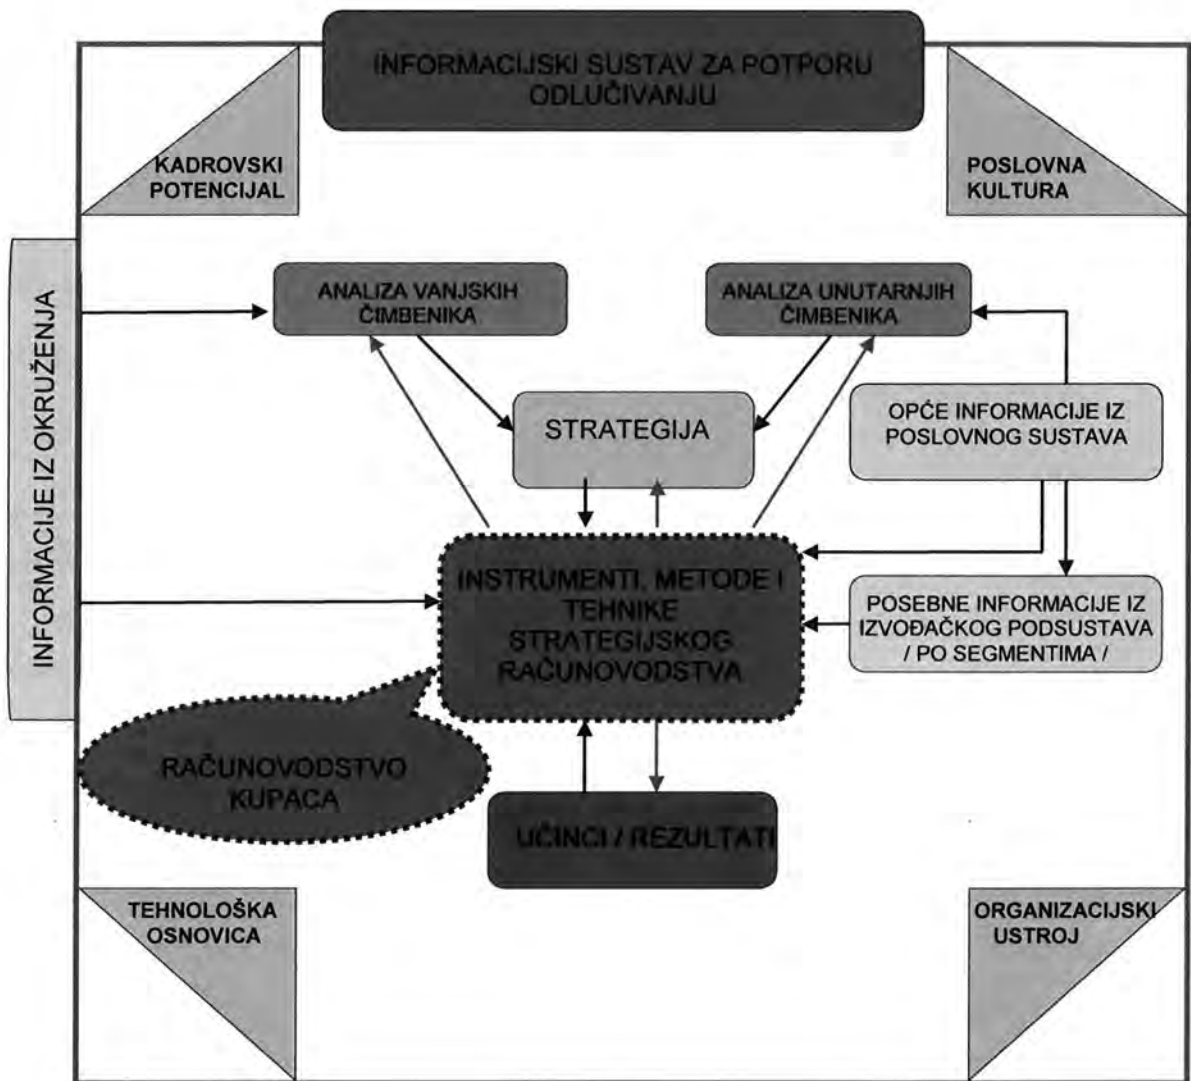 INFORMACIJSKI SUSTAV ZA POTPORU
ODLUČIVANJU
KADROVSKI
POTENCIJAL
POSLOVNA
KULTURA
INFORMACIJE IZ OKRUŽENJA
ANALIZA VANJSKIH
ČIMBENIKA
ANALIZA UNUTARNJIH
ČIMBENIKA
STRATEGIJA
OPĆE INFORMACIJE IZ
POSLOVNOG SUSTAVA
INSTRUMENTI, METODE I
TEHNIKE
STRATEGIJSKOG
RAČUNOVODSTVA
POSEBNE INFORMACIJE IZ
IZVOĐAČKOG PODSUSTAVA
/ PO SEGMENTIMA /
RAČUNOVODSTVO
KUPACA
UČINCI / REZULTATI
TEHNOLOŠKA
OSNOVICA
ORGANIZACIJSKI
USTROJ